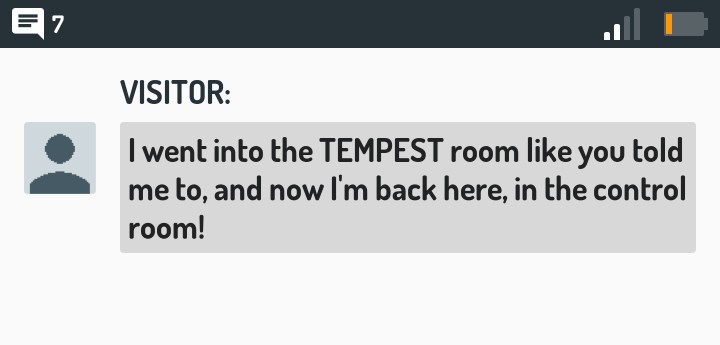 7
VISITOR:
I went into the TEMPEST room like you told
me to, and now I'm back here, in the control
room!